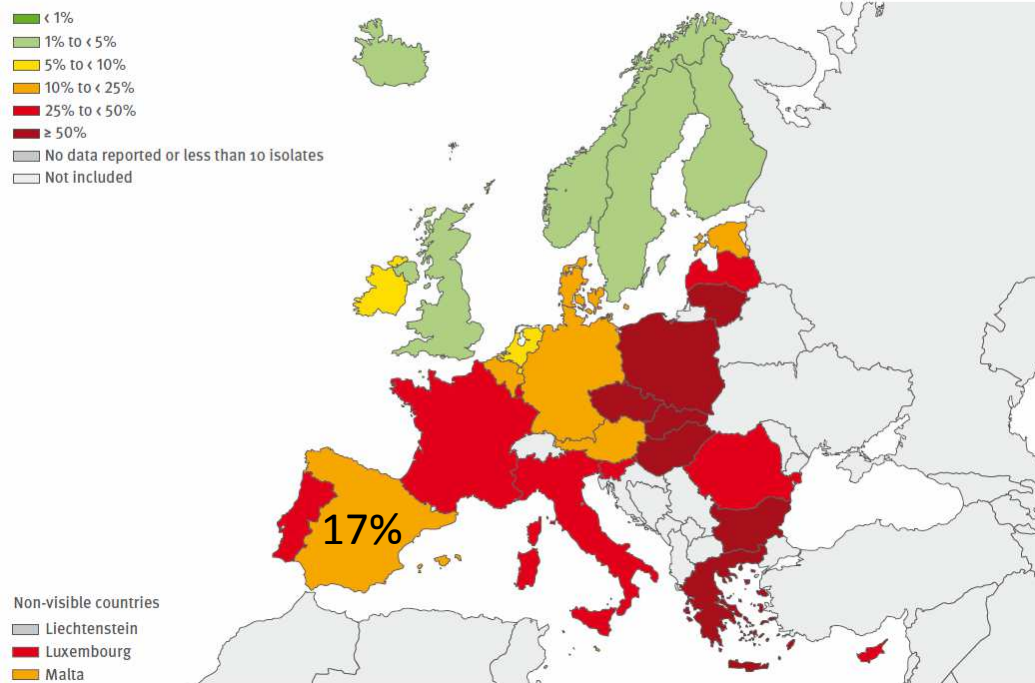 ‹ 1%
1% to ‹ 5%
5% to ‹ 10%
10% to ‹ 25%
25% to ‹ 50%
≥ 50%
No data reported or less than 10 isolates
Not included
17%
Non-visible countries
Liechtenstein
Luxembourg
Malta